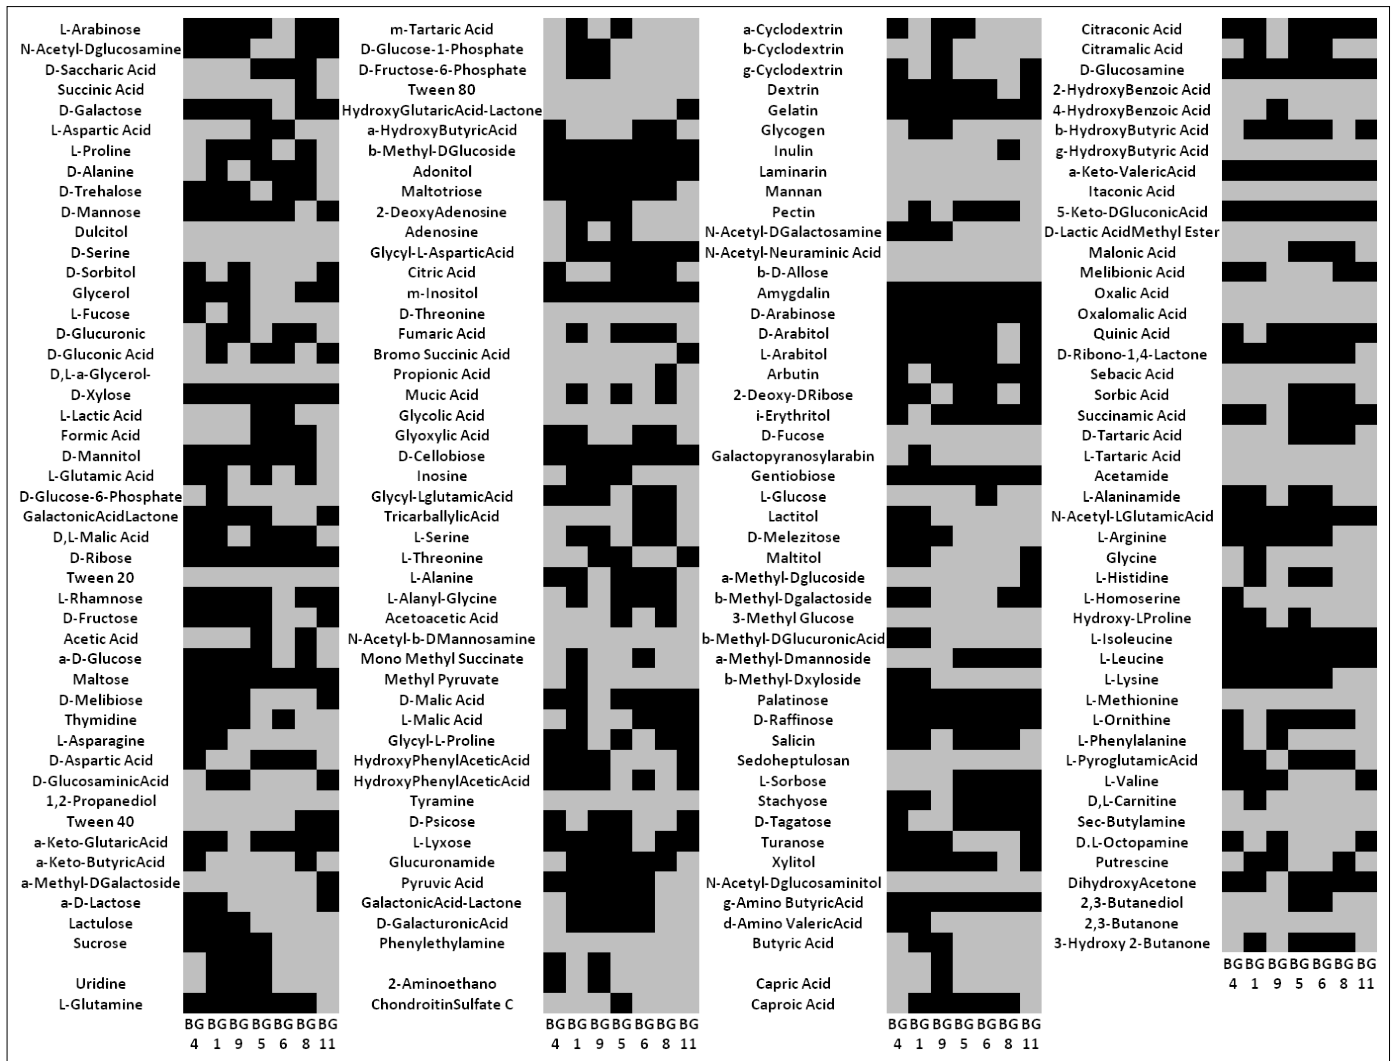 L-Arabinose
N-Acetyl-Dglucosamine
D-Saccharic Acid
Succinic Acid
D-Galactose
L-Aspartic Acid
L-Proline
D-Alanine
D-Trehalose
D-Mannose
Dulcitol
D-Serine
D-Sorbitol
Glycerol
L-Fucose
D-Glucuronic
D-Gluconic Acid
D,L-a-Glycerol-
D-Xylose
L-Lactic Acid
Formic Acid
D-Mannitol
L-Glutamic Acid
D-Glucose-6-Phosphate
GalactonicAcidLactone
D,L-Malic Acid
D-Ribose
Tween 20
L-Rhamnose
D-Fructose
Acetic Acid
a-D-Glucose
Maltose
D-Melibiose
Thymidine
L-Asparagine
D-Aspartic Acid
D-GlucosaminicAcid
1,2-Propanediol
Tween 40
a-Keto-GlutaricAcid
a-Keto-ButyricAcid
a-Methyl-DGalactoside
a-D-Lactose
Lactulose
Sucrose
Uridine
L-Glutamine
BG BG BG BG BG BG BG
4 1 9 5 6 8 11
m-Tartaric Acid
D-Glucose-1-Phosphate
D-Fructose-6-Phosphate
Tween 80
HydroxyGlutaricAcid-Lactone
a-HydroxyButyricAcid
b-Methyl-DGlucoside
Adonitol
Maltotriose
2-DeoxyAdenosine
Adenosine
Glycyl-L-AsparticAcid
Citric Acid
m-Inositol
D-Threonine
Fumaric Acid
Bromo Succinic Acid
Propionic Acid
Mucic Acid
Glycolic Acid
Glyoxylic Acid
D-Cellobiose
Inosine
Glycyl-LglutamicAcid
TricarballylicAcid
L-Serine
L-Threonine
L-Alanine
L-Alanyl-Glycine
Acetoacetic Acid
N-Acetyl-b-DMannosamine
Mono Methyl Succinate
Methyl Pyruvate
D-Malic Acid
L-Malic Acid
Glycyl-L-Proline
HydroxyPhenylAceticAcid
HydroxyPhenylAceticAcid
Tyramine
D-Psicose
L-Lyxose
Glucuronamide
Pyruvic Acid
GalactonicAcid-Lactone
D-GalacturonicAcid
Phenylethylamine
2-Aminoethano
ChondroitinSulfate C
BG BG BG BG BG BG BG
4 1 9 5 6 8 11
a-Cyclodextrin
b-Cyclodextrin
g-Cyclodextrin
Dextrin
Gelatin
Glycogen
Inulin
Laminarin
Mannan
Pectin
N-Acetyl-DGalactosamine
N-Acetyl-Neuraminic Acid
b-D-Allose
Amygdalin
D-Arabinose
D-Arabitol
L-Arabitol
Arbutin
2-Deoxy-DRibose
i-Erythritol
D-Fucose
Galactopyranosylarabin
Gentiobiose
L-Glucose
Lactitol
D-Melezitose
Maltitol
a-Methyl-Dglucoside
b-Methyl-Dgalactoside
3-Methyl Glucose
b-Methyl-DGlucuronicAcid
a-Methyl-Dmannoside
b-Methyl-Dxyloside
Palatinose
D-Raffinose
Salicin
Sedoheptulosan
L-Sorbose
Stachyose
D-Tagatose
Turanose
Xylitol
N-Acetyl-Dglucosaminitol
g-Amino ButyricAcid
d-Amino ValericAcid
Butyric Acid
Capric Acid
Caproic Acid
BG BG BG BG BG BG BG
4 1 9 5 6 8 11
Citraconic Acid
Citramalic Acid
D-Glucosamine
2-HydroxyBenzoic Acid
4-HydroxyBenzoic Acid
b-HydroxyButyric Acid
g-HydroxyButyric Acid
a-Keto-ValericAcid
Itaconic Acid
5-Keto-DGluconicAcid
D-Lactic AcidMethyl Ester
Malonic Acid
Melibionic Acid
Oxalic Acid
Oxalomalic Acid
Quinic Acid
D-Ribono-1,4-Lactone
Sebacic Acid
Sorbic Acid
Succinamic Acid
D-Tartaric Acid
L-Tartaric Acid
Acetamide
L-Alaninamide
N-Acetyl-LGlutamicAcid
L-Arginine
Glycine
L-Histidine
L-Homoserine
Hydroxy-LProline
L-Isoleucine
L-Leucine
L-Lysine
L-Methionine
L-Ornithine
L-Phenylalanine
L-PyroglutamicAcid
L-Valine
D,L-Carnitine
Sec-Butylamine
D.L-Octopamine
Putrescine
DihydroxyAcetone
2,3-Butanediol
2,3-Butanone
3-Hydroxy 2-Butanone
BG BG BG BG BG BG BG
4 1 9 5 6 8 11